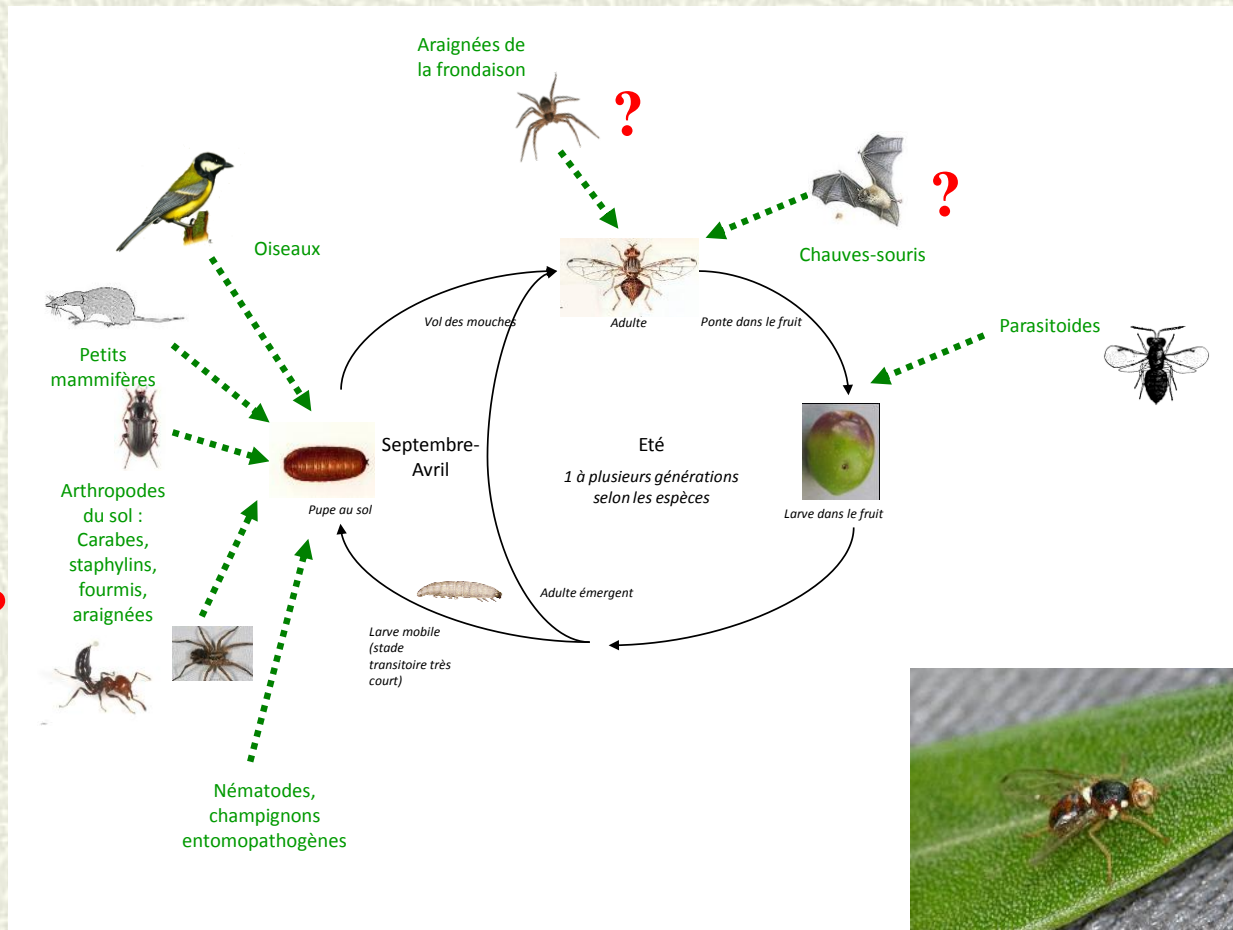 Araignées de
la frondaison
?
?
Oiseaux
Chauves-souris
Vol des mouches
Adulte
Ponte dans le fruit
Parasitoides
Petits
mammifères
Septembre-
Avril
Eté
1 à plusieurs générations
selon les espèces
Arthropodes
du sol :
Carabes,
staphylins,
fourmis,
araignées
Pupe au sol
Larve dans le fruit
Adulte émergent
Larve mobile
(stade
transitoire très
court)
Nématodes,
champignons
entomopathogènes